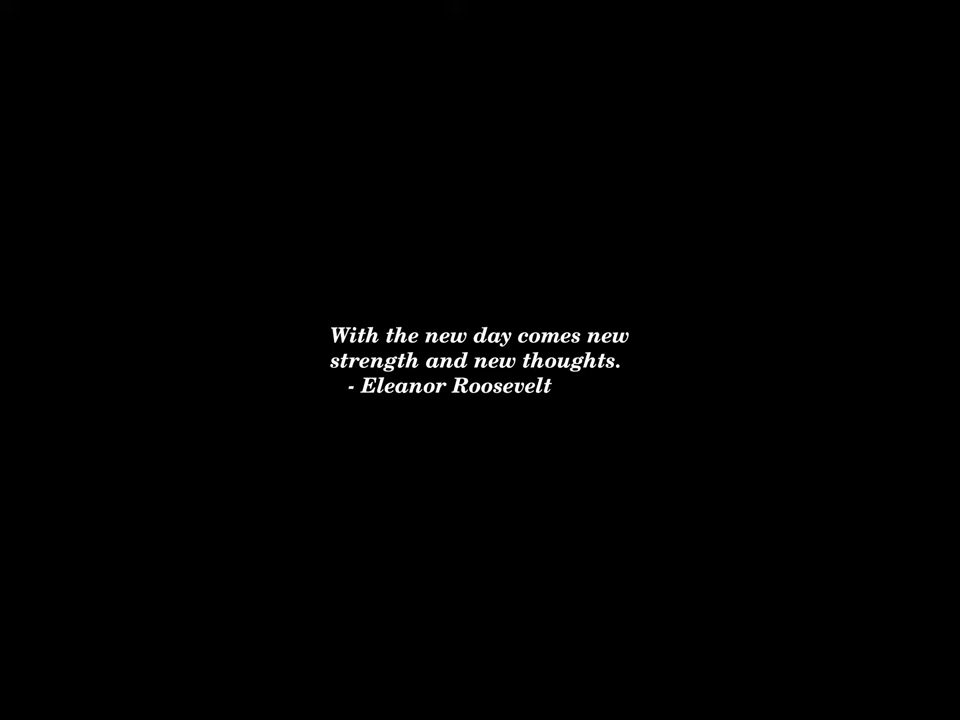 With the new day comes new
strength and new thoughts.
- Eleanor Roosevelt